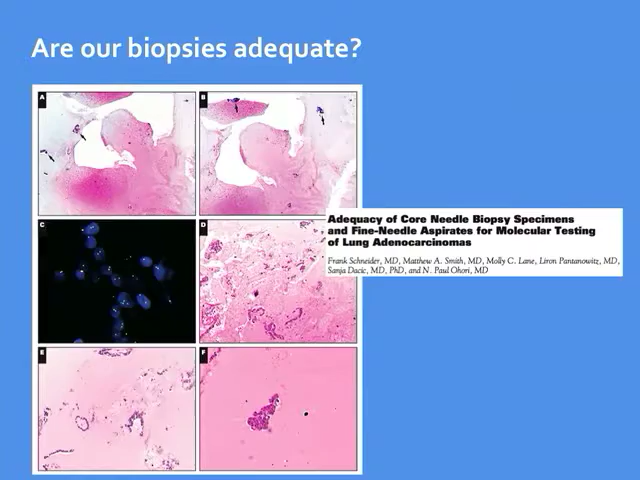 Are our biopsies adequate?
A
B
C
D
E
F
Adequacy of Core Needle Biopsy Specimens
and Fine-Needle Aspirates for Molecular Testing
of Lung Adenocarcinomas
Frank Schneider, MD, Matthew A. Smith, MD, Molly C. Lane, Liron Pantanowitz, MD,
Sanja Dacic, MD, PhD, and N. Paul Ohori, MD